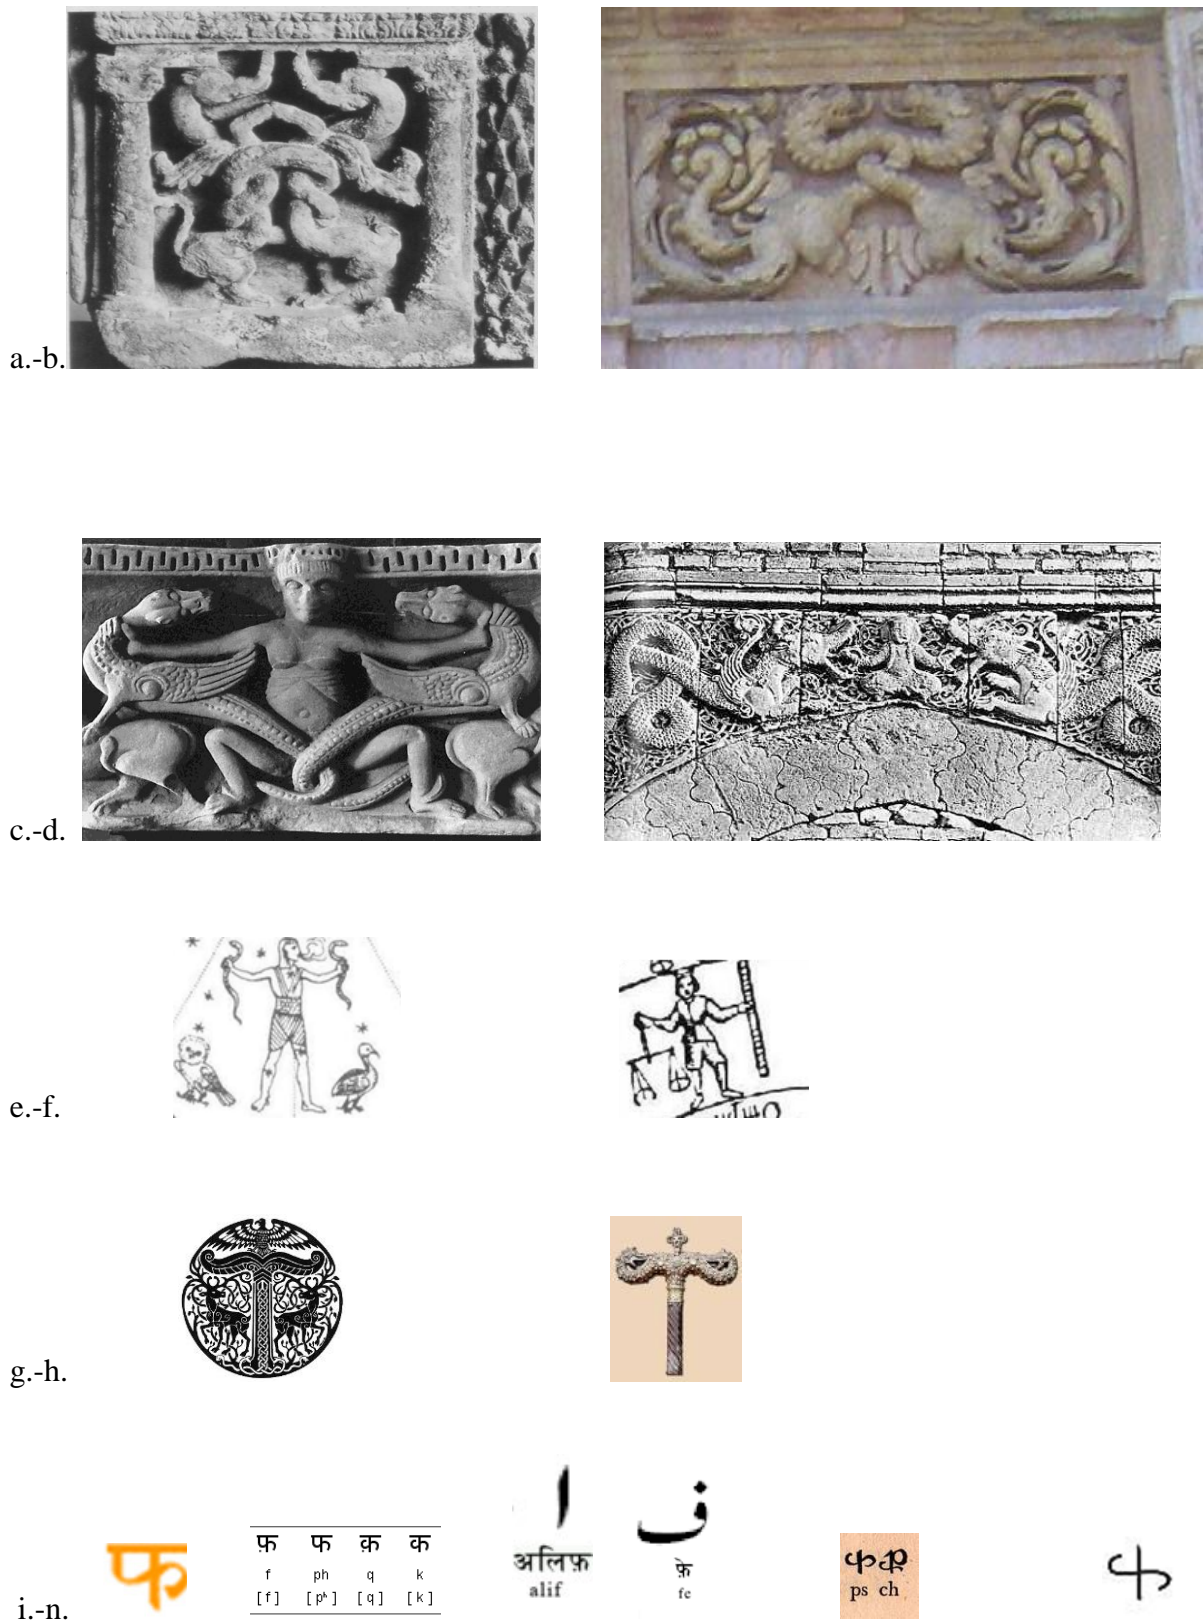 a.-b.
c.-d.
e.-f.
g.-h.
i.-n.
फ
फ़ फ क़ क
f ph q k
[f] [pʰ] [q] [k]
ا
अलिफ़
alif
ف
फ़े
fe
ps ch